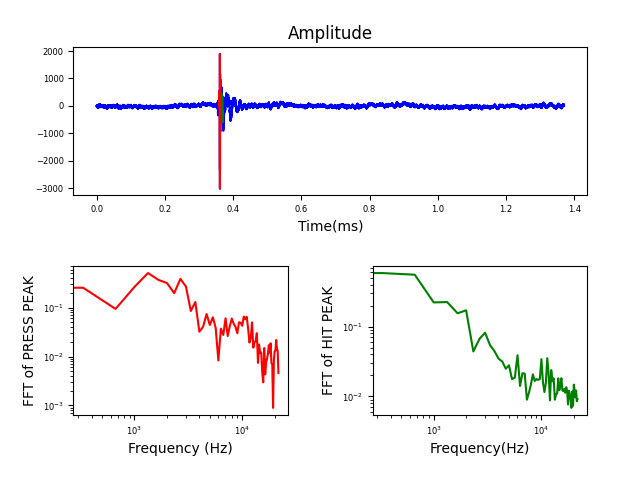 Amplitude
2000
1000
0
−1000
−2000
−3000
0.0 0.2 0.4 0.6 0.8 1.0 1.2 1.4
Time(ms)
FFT of PRESS PEAK
10⁻¹
10⁻²
10⁻³
10³ 10⁴
Frequency (Hz)
FFT of HIT PEAK
10⁻¹
10⁻²
10³ 10⁴
Frequency(Hz)